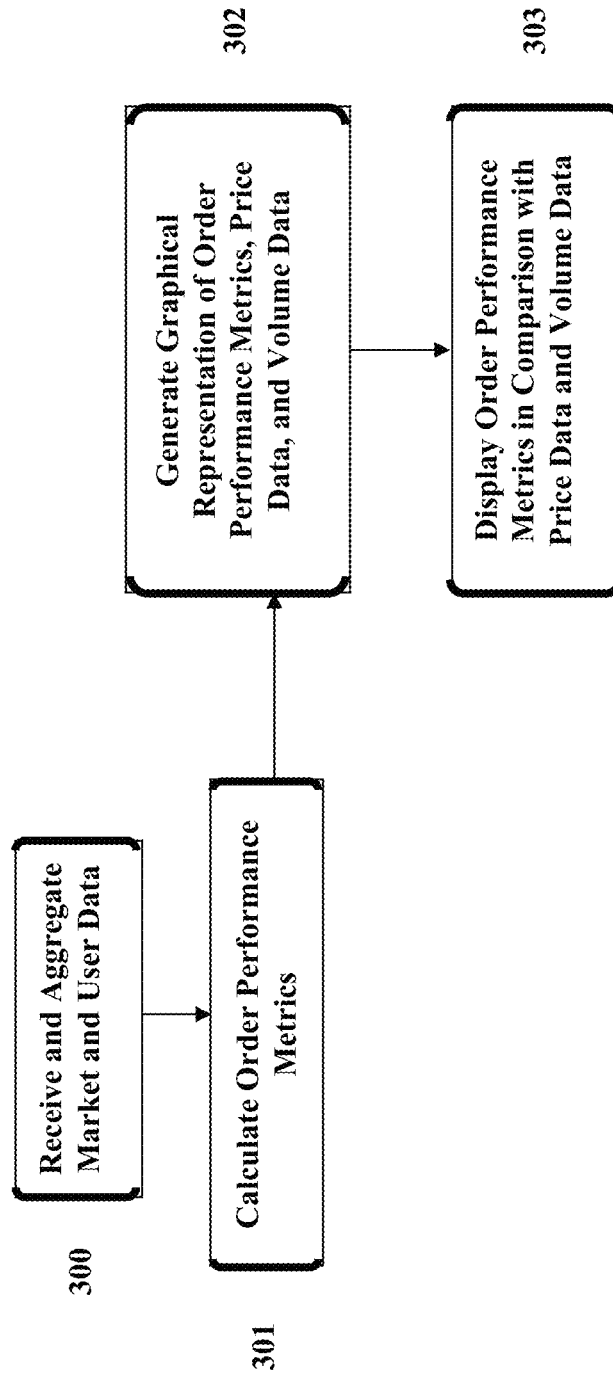 300
Receive and Aggregate
Market and User Data
301
Calculate Order Performance
Metrics
Generate Graphical
Representation of Order
Performance Metrics, Price
Data, and Volume Data
302
Display Order Performance
Metrics in Comparison with
Price Data and Volume Data
303